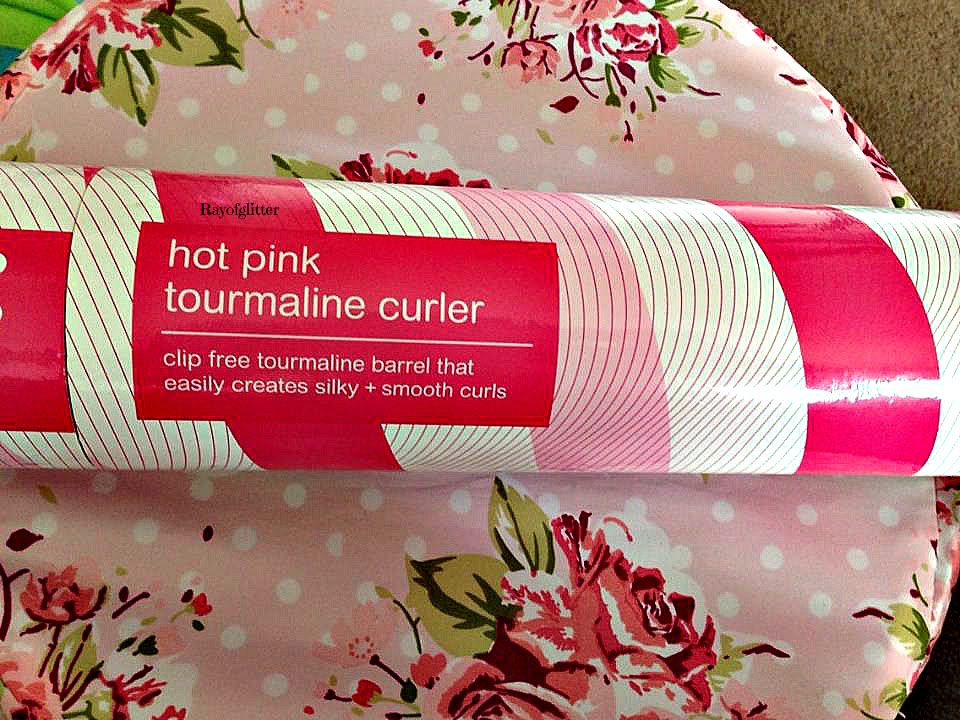 Rayofglitter
hot pink
tourmaline curler
clip free tourmaline barrel that
easily creates silky + smooth curls